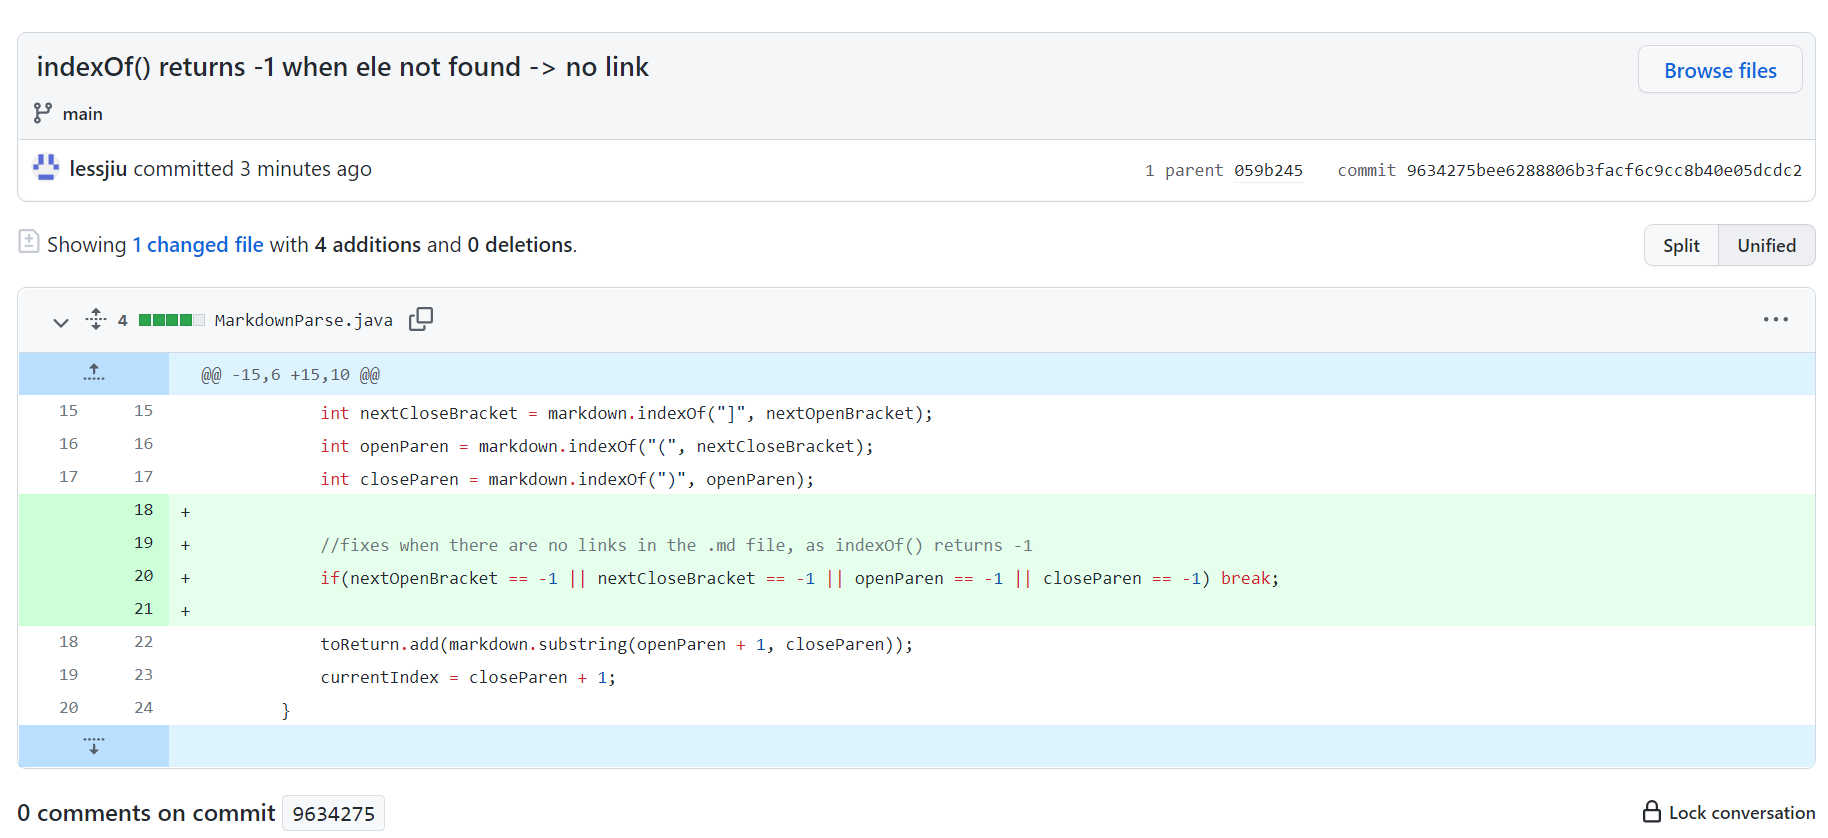 indexOf() returns -1 when ele not found -> no link
Browse files
main
lessjiu committed 3 minutes ago
1 parent 059b245 commit 9634275bee6288806b3facf6c9cc8b40e05dcdc2
Showing 1 changed file with 4 additions and 0 deletions.
Split Unified
4 MarkdownParse.java
@@ -15,6 +15,10 @@
15 15 int nextCloseBracket = markdown.indexOf("]", nextOpenBracket);
16 16 int openParen = markdown.indexOf("(", nextCloseBracket);
17 17 int closeParen = markdown.indexOf(")", openParen);
18 +
19 + //fixes when there are no links in the .md file, as indexOf() returns -1
20 + if(nextOpenBracket == -1 || nextCloseBracket == -1 || openParen == -1 || closeParen == -1) break;
21 +
18 22 toReturn.add(markdown.substring(openParen + 1, closeParen));
19 23 currentIndex = closeParen + 1;
20 24 }
0 comments on commit 9634275
Lock conversation